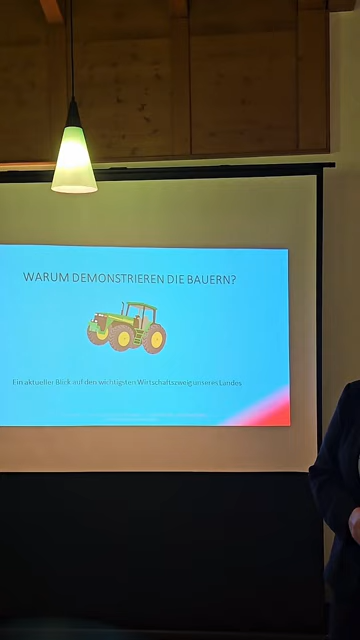 WARUM DEMONSTRIEREN DIE BAUERN?
Ein aktueller Blick auf den wichtigsten Wirtschaftszweig unseres Landes